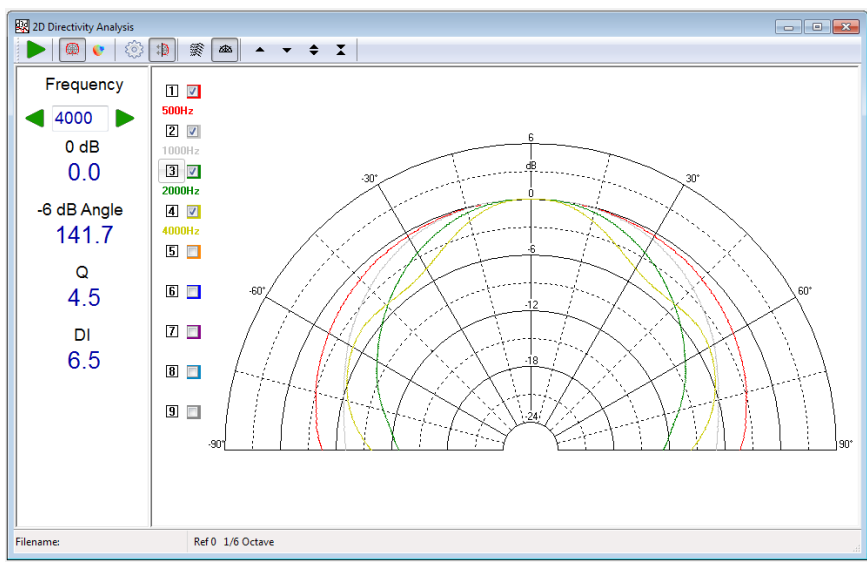 2D Directivity Analysis
Frequency
4000
0 dB
0.0
-6 dB Angle
141.7
Q
4.5
DI
6.5
1
500Hz
2
1000Hz
3
2000Hz
4
4000Hz
5
6
7
8
9
6
dB
0
-6
-12
-18
-24
-30°
30°
-60°
60°
-90°
90°
Filename:
Ref 0 1/6 Octave